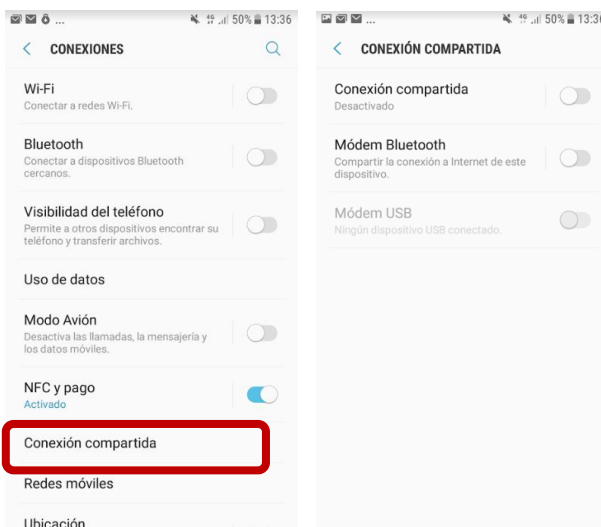 ... 50% 13:36
CONEXIONES
Wi-Fi
Conectar a redes Wi-Fi.
Bluetooth
Conectar a dispositivos Bluetooth
cercanos.
Visibilidad del teléfono
Permite a otros dispositivos encontrar su
teléfono y transferir archivos.
Uso de datos
Modo Avión
Desactiva las llamadas, la mensajería y
los datos móviles.
NFC y pago
Activado
Conexión compartida
Redes móviles
Ubicación
... 50% 13:36
CONEXIÓN COMPARTIDA
Conexión compartida
Desactivado
Módem Bluetooth
Compartir la conexión a Internet de este
dispositivo.
Módem USB
Ningún dispositivo USB conectado.